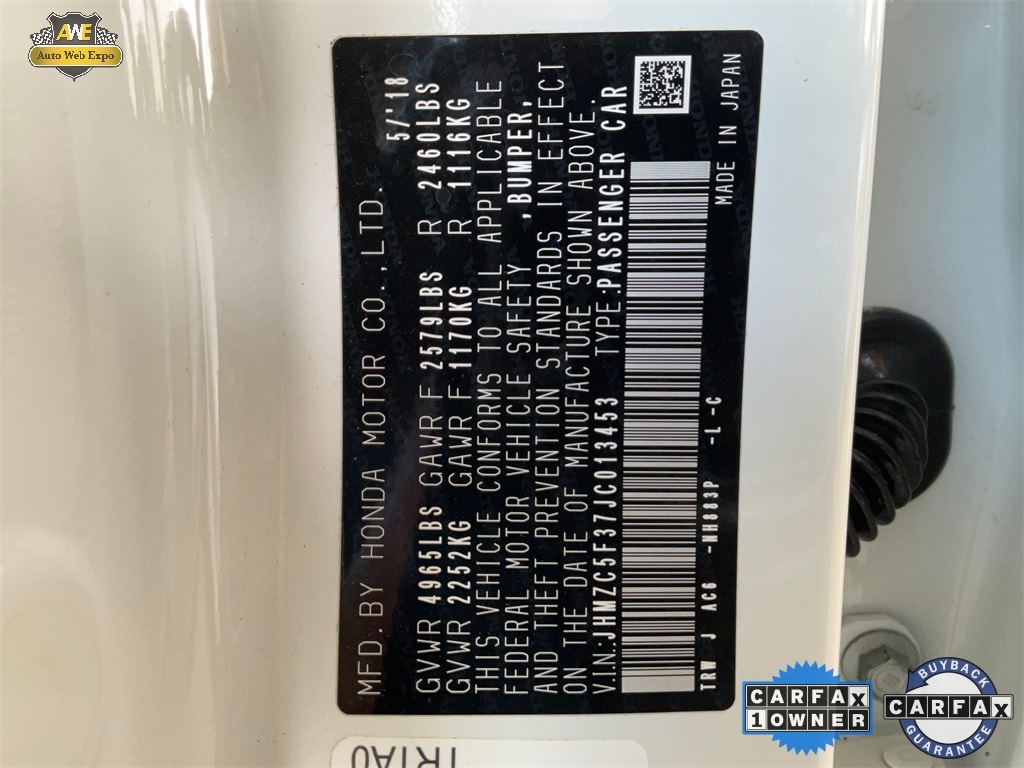 AWE
Auto Web Expo
MFD. BY HONDA MOTOR CO., LTD.
5/'18
GVWR 4965LBS GAWR F 2579LBS R 2460LBS
GVWR 2252KG GAWR F 1170KG R 1116KG
THIS VEHICLE CONFORMS TO ALL APPLICABLE
FEDERAL MOTOR VEHICLE SAFETY ,BUMPER,
AND THEFT PREVENTION STANDARDS IN EFFECT
ON THE DATE OF MANUFACTURE SHOWN ABOVE.
V.I.N:JHMZC5F37JC013453 TYPE:PASSENGER CAR
TRW J AC6 -NH883P -L -C
MADE IN JAPAN
TR1A0
CARFAX
1 OWNER
BUYBACK
CARFAX
GUARANTEE